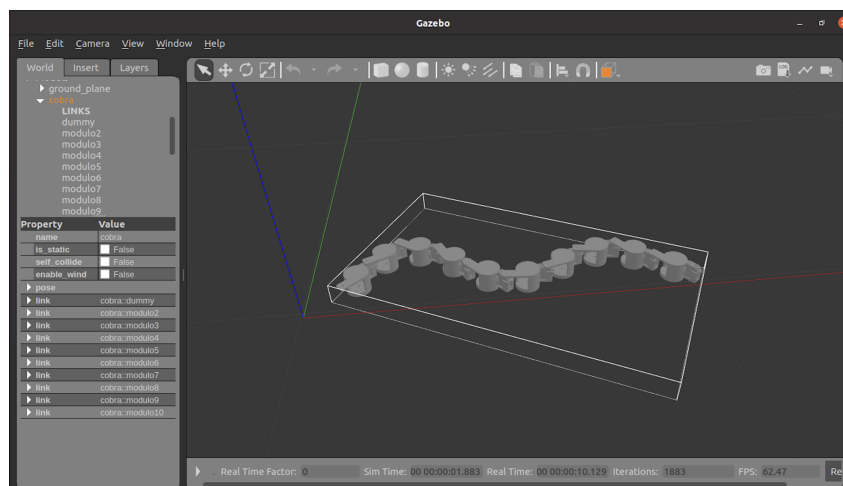 Gazebo
File Edit Camera View Window Help
World Insert Layers
ground_plane
cobra
LINKS
dummy
modulo2
modulo3
modulo4
modulo5
modulo6
modulo7
modulo8
modulo9
Property Value
name cobra
is_static False
self_collide False
enable_wind False
pose
link cobra::dummy
link cobra::modulo2
link cobra::modulo3
link cobra::modulo4
link cobra::modulo5
link cobra::modulo6
link cobra::modulo7
link cobra::modulo8
link cobra::modulo9
link cobra::modulo10
Real Time Factor: 0 Sim Time: 00 00:00:01.883 Real Time: 00 00:00:10.129 Iterations: 1883 FPS: 62.47 Re